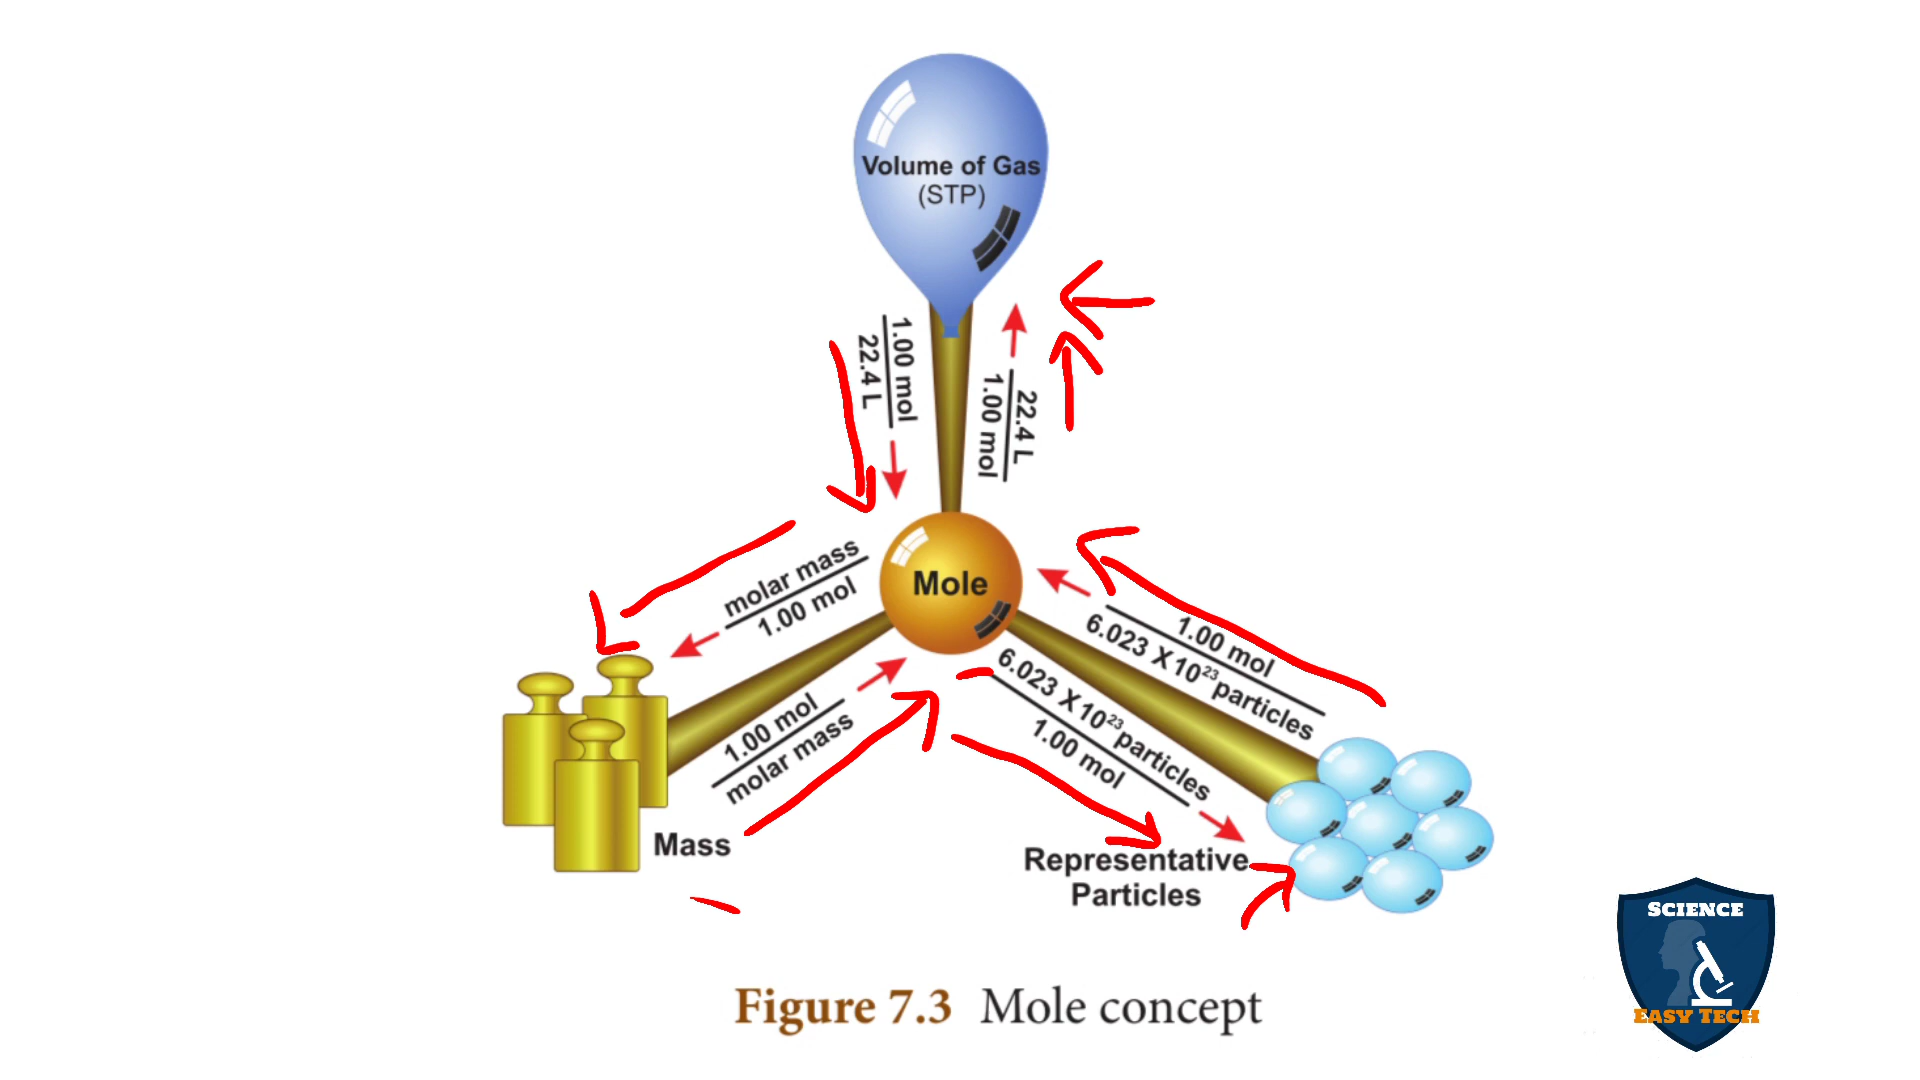 Volume of Gas
(STP)
1.00 mol
22.4 L
22.4 L
1.00 mol
Mole
molar mass
1.00 mol
1.00 mol
molar mass
1.00 mol
6.023 X 10²³ particles
6.023 X 10²³ particles
1.00 mol
Mass
Representative
Particles
Figure 7.3 Mole concept
SCIENCE
EASY TECH